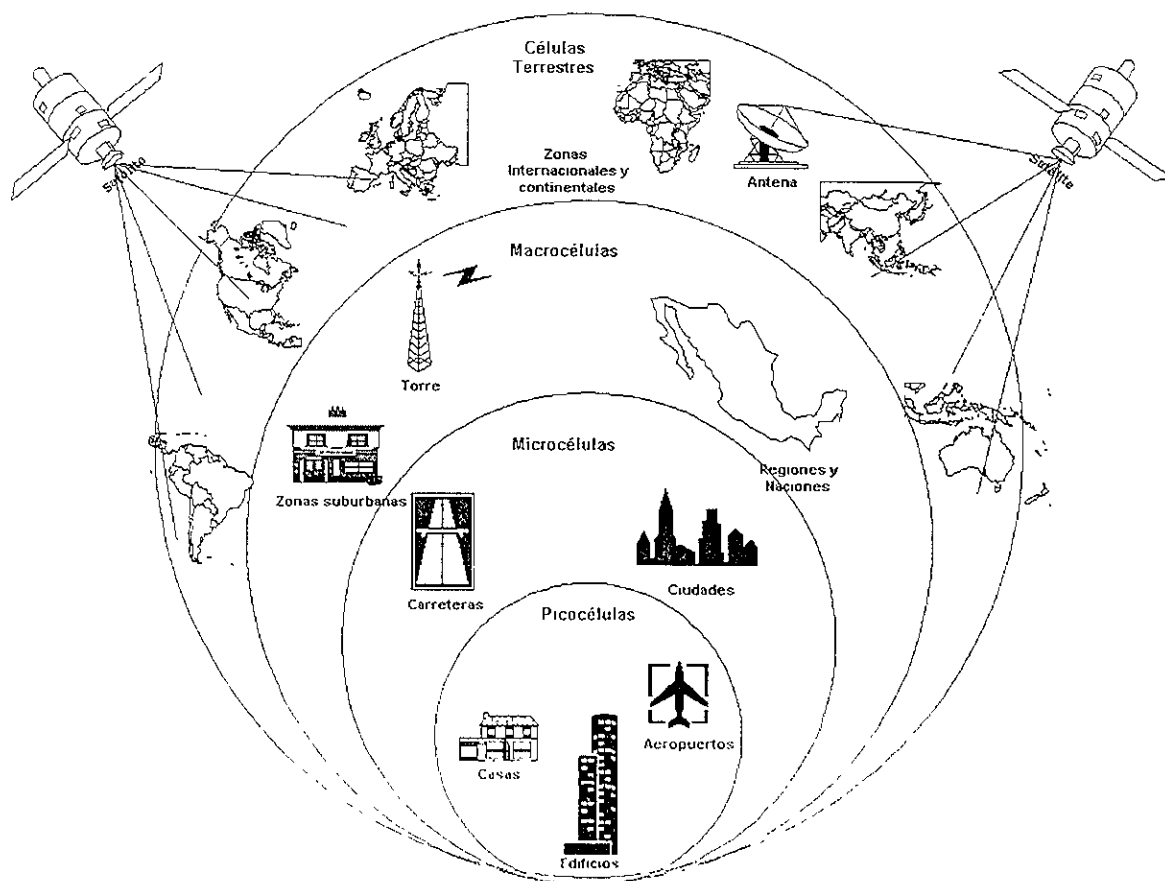 Células
Terrestres
Satélite
Satélite
Zonas
Internacionales y
continentales
Antena
Macrocélulas
Torre
Microcélulas
Regiones y
Naciones
Zonas suburbanas
Carreteras
Ciudades
Picocélulas
Aeropuertos
Casas
Edificios